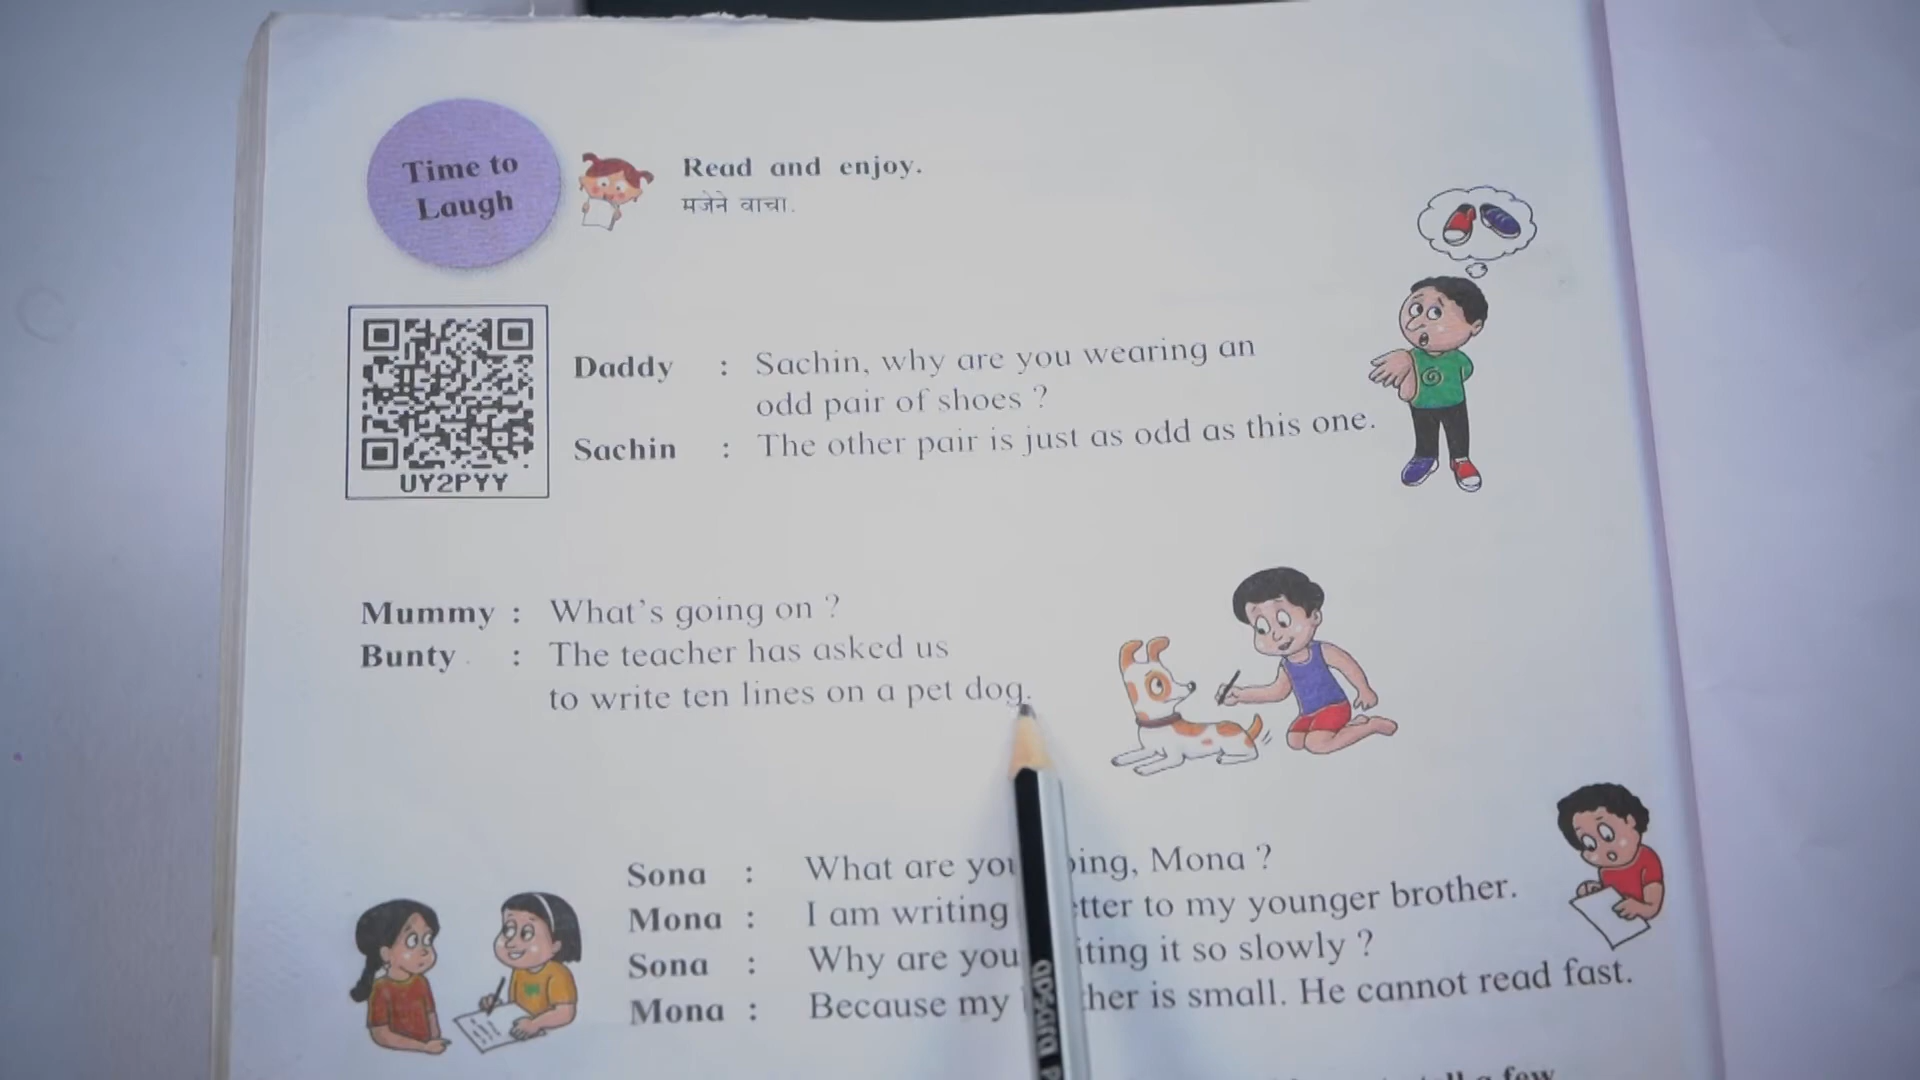 Time to
Laugh
Read and enjoy.
मजेने वाचा.
UY2PYY
Daddy : Sachin, why are you wearing an
odd pair of shoes ?
Sachin : The other pair is just as odd as this one.
Mummy : What's going on ?
Bunty : The teacher has asked us
to write ten lines on a pet dog.
Sona : What are you ing, Mona ?
Mona : I am writing tter to my younger brother.
Sona : Why are you iting it so slowly ?
Mona : Because my ther is small. He cannot read fast.
apsara
a few